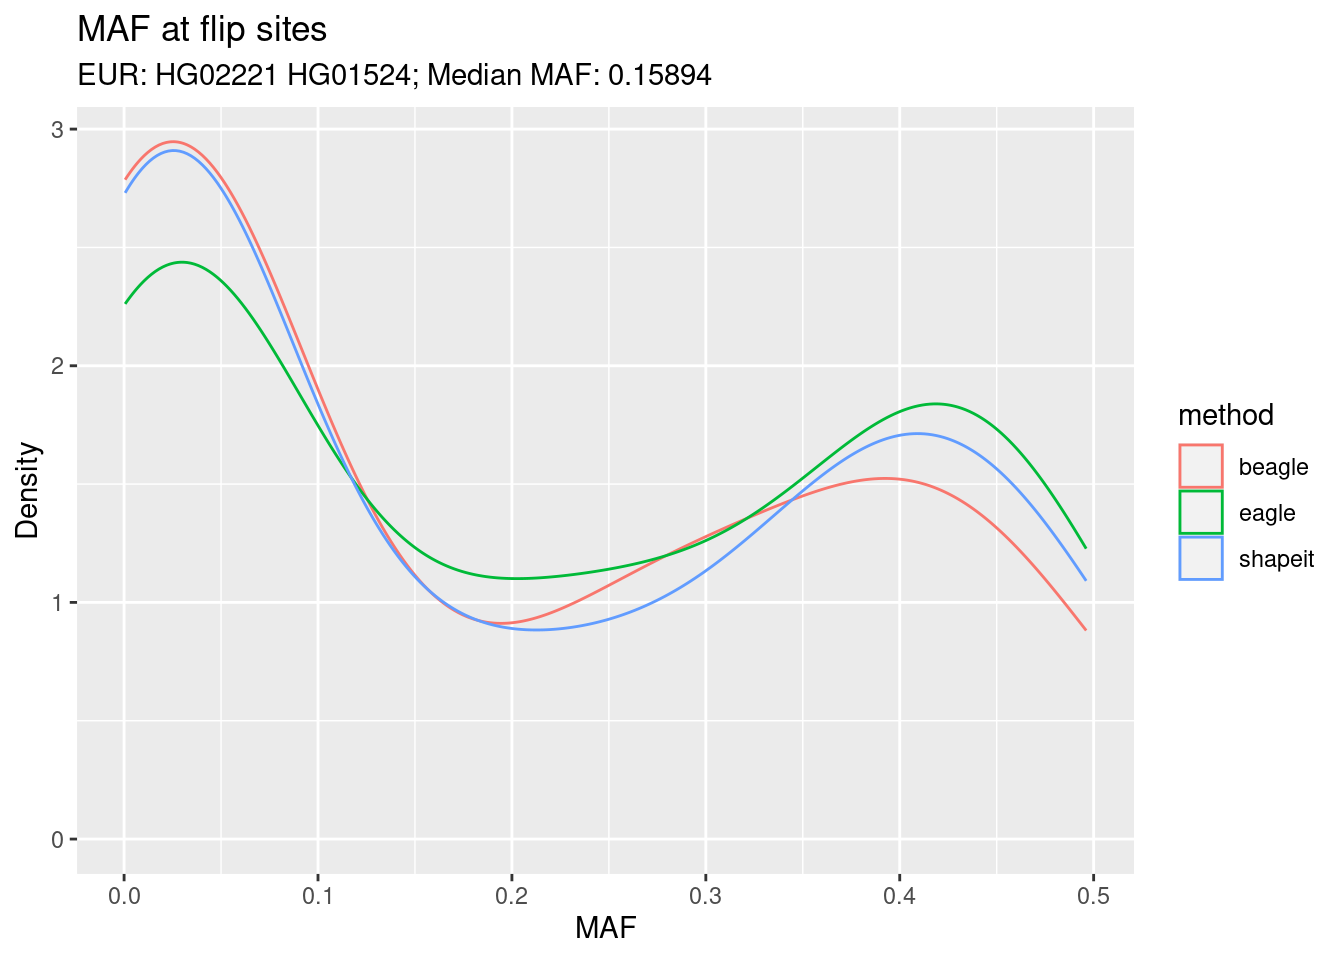 MAF at flip sites
EUR: HG02221 HG01524; Median MAF: 0.15894
Density
3
2
1
0
0.0 0.1 0.2 0.3 0.4 0.5
MAF
method
beagle
eagle
shapeit